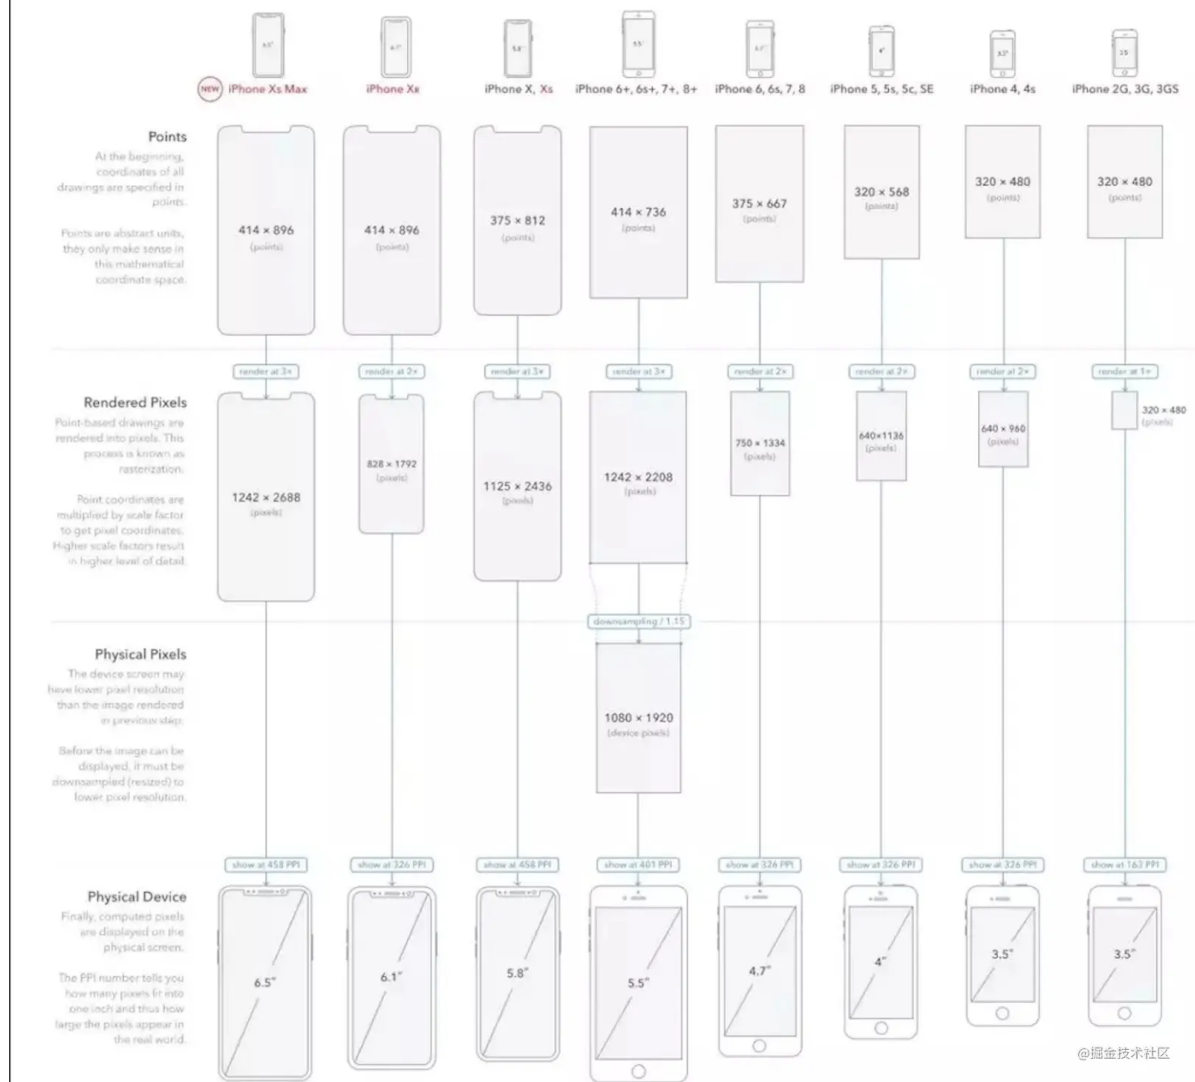 6.5"
6.1"
5.8"
5.5"
4.7"
4"
3.5"
3.5
NEW iPhone Xs Max
iPhone XR
iPhone X, Xs
iPhone 6+, 6s+, 7+, 8+
iPhone 6, 6s, 7, 8
iPhone 5, 5s, 5c, SE
iPhone 4, 4s
iPhone 2G, 3G, 3GS
Points
At the beginning,
coordinates of all
drawings are specified in
points.
Points are abstract units,
they only make sense in
this mathematical
coordinate space.
414 × 896
(points)
414 × 896
(points)
375 × 812
(points)
414 × 736
(points)
375 × 667
(points)
320 × 568
(points)
320 × 480
(points)
320 × 480
(points)
render at 3×
render at 2×
render at 3×
render at 3×
render at 2×
render at 2×
render at 2×
render at 1×
Rendered Pixels
Point-based drawings are
rendered into pixels. This
process is known as
rasterization.
Point coordinates are
multiplied by scale factor
to get pixel coordinates.
Higher scale factors result
in higher level of detail.
1242 × 2688
(pixels)
828 × 1792
(pixels)
1125 × 2436
(pixels)
1242 × 2208
(pixels)
750 × 1334
(pixels)
640×1136
(pixels)
640 × 960
(pixels)
320 × 480
(pixels)
downsampling / 1.15
Physical Pixels
The device screen may
have lower pixel resolution
than the image rendered
in previous step.
Before the image can be
displayed, it must be
downsampled (resized) to
lower pixel resolution.
1080 × 1920
(device pixels)
show at 458 PPI
show at 326 PPI
show at 458 PPI
show at 401 PPI
show at 326 PPI
show at 326 PPI
show at 326 PPI
show at 163 PPI
Physical Device
Finally, computed pixels
are displayed on the
physical screen.
The PPI number tells you
how many pixels fit into
one inch and thus how
large the pixels appear in
the real world.
6.5"
6.1"
5.8"
5.5"
4.7"
4"
3.5"
3.5"
@掘金技术社区